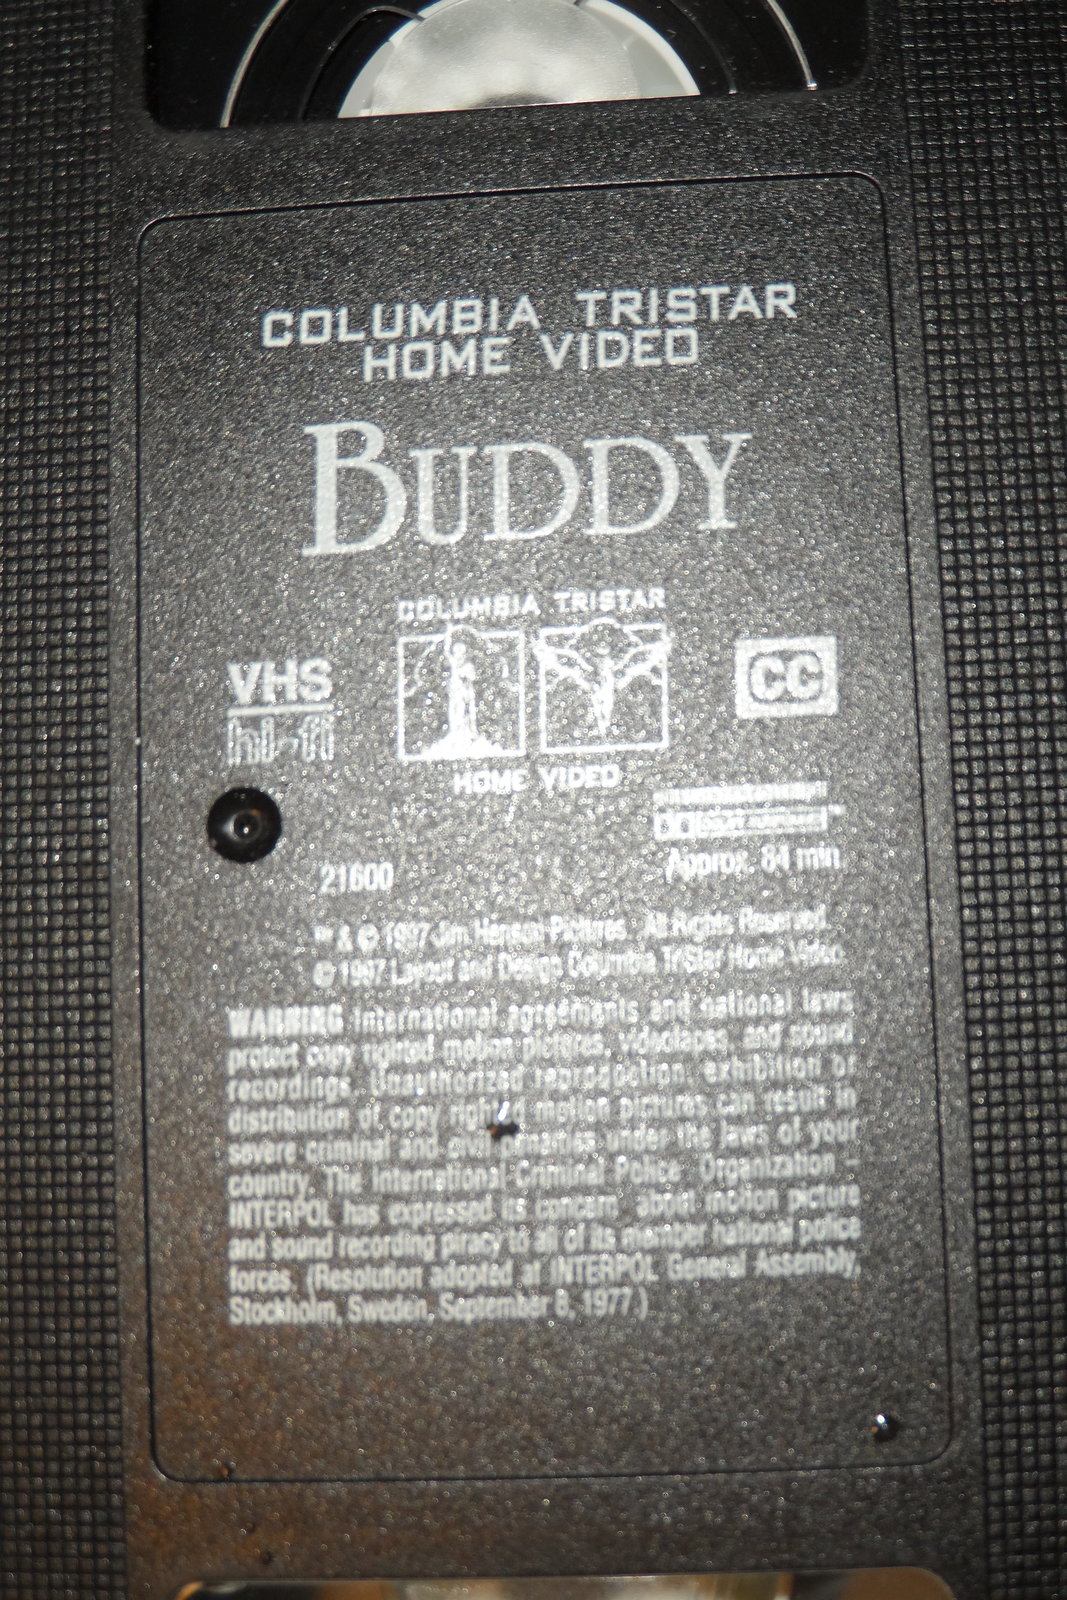 COLUMBIA TRISTAR
HOME VIDEO
BUDDY
COLUMBIA TRISTAR
VHS
hi-fi
CC
HOME VIDEO
21600
Approx. 84 min.
™ & © 1997 Jim Henson Pictures. All Rights Reserved.
© 1997 Layout and Design Columbia TriStar Home Video.
WARNING International agreements and national laws
protect copy righted motion pictures, videotapes and sound
recordings. Unauthorized reproduction, exhibition or
distribution of copy righted motion pictures can result in
severe criminal and civil penalties under the laws of your
country. The International Criminal Police Organization –
INTERPOL has expressed its concern about motion picture
and sound recording piracy to all of its member national police
forces. (Resolution adopted at INTERPOL General Assembly,
Stockholm, Sweden, September 8, 1977.)